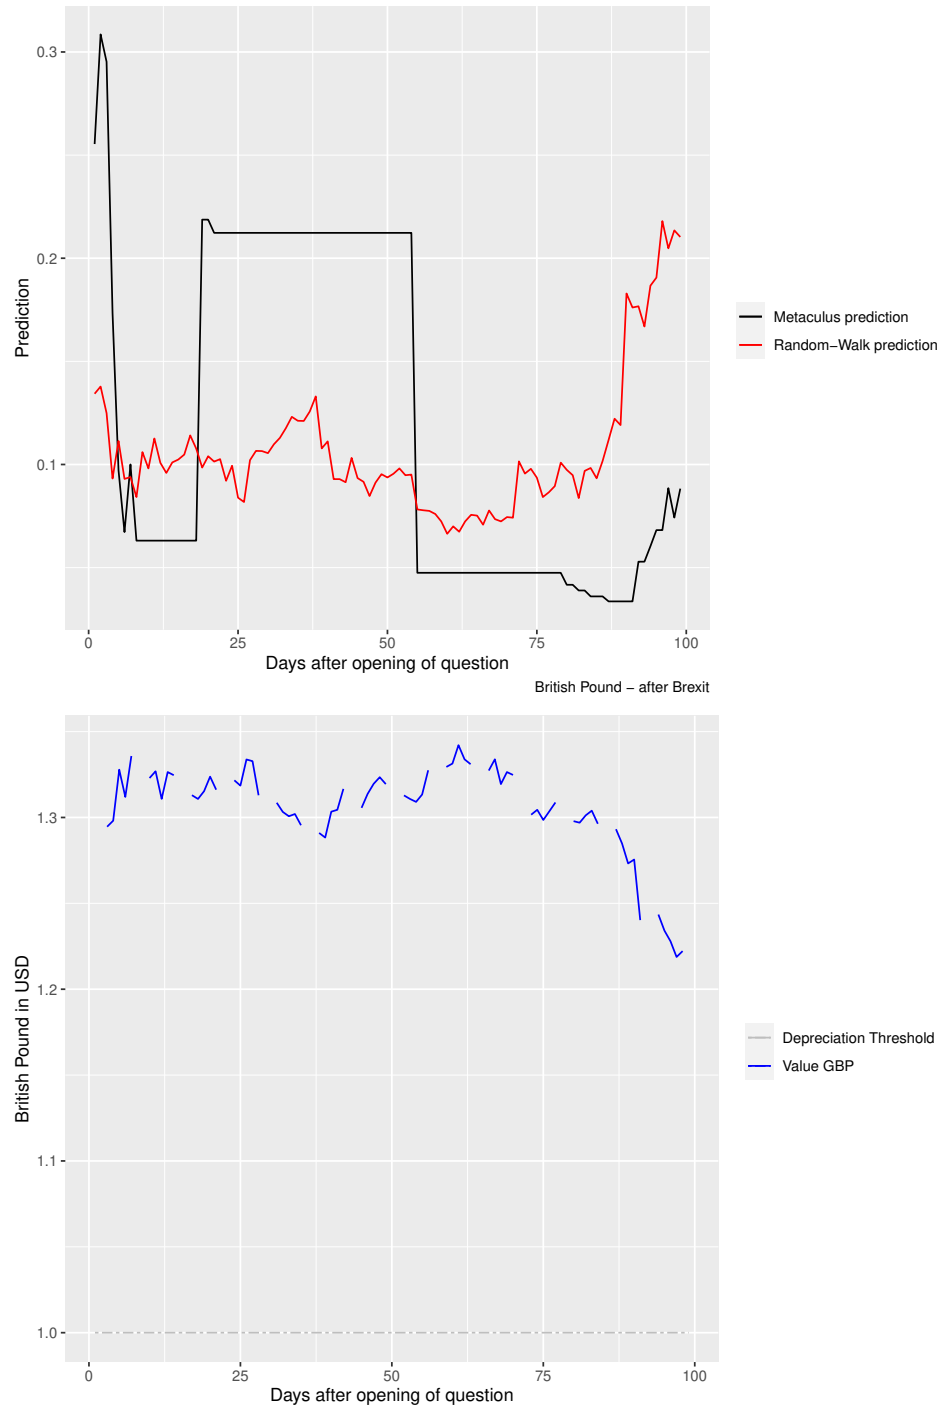 0.3
0.2
0.1
Prediction
0
25
50
75
100
Days after opening of question
British Pound − after Brexit
Metaculus prediction
Random−Walk prediction
1.3
1.2
1.1
1.0
British Pound in USD
0
25
50
75
100
Days after opening of question
Depreciation Threshold
Value GBP